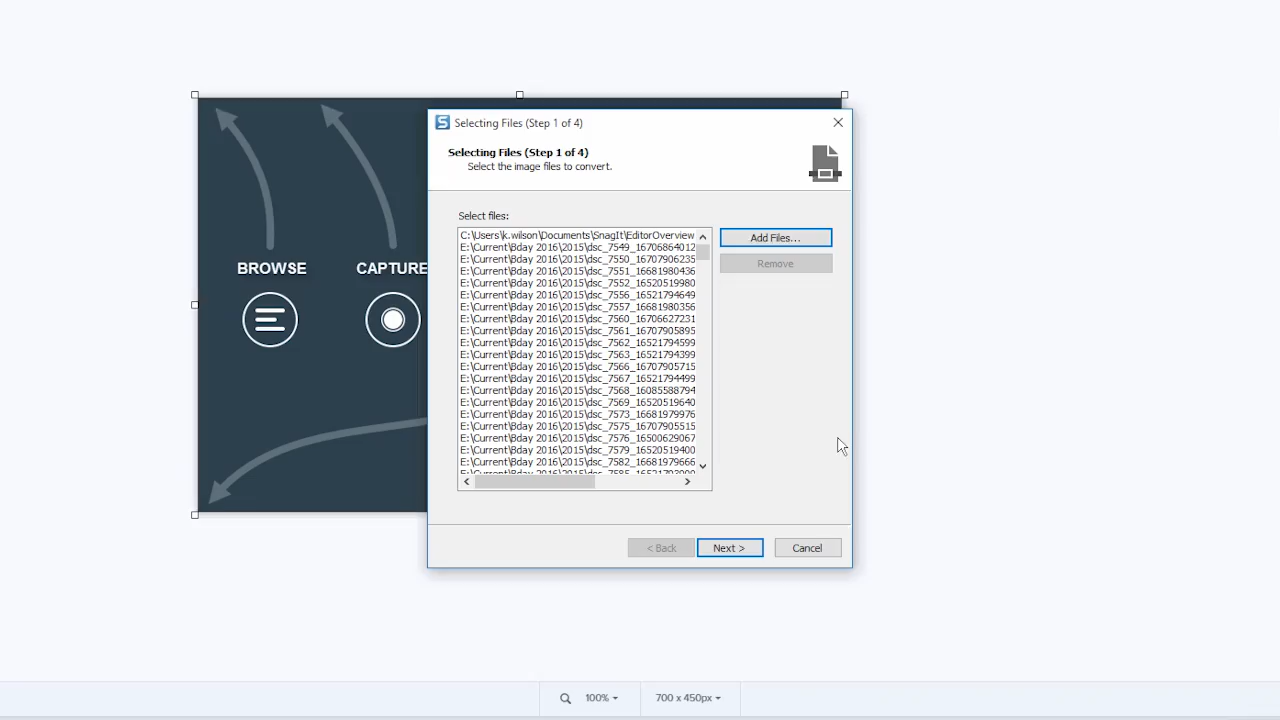 Selecting Files (Step 1 of 4)
Selecting Files (Step 1 of 4)
Select the image files to convert.
Select files:
C:\Users\k.wilson\Documents\SnagIt\EditorOverview
E:\Current\Bday 2016\2015\dsc_7549_16706864012
E:\Current\Bday 2016\2015\dsc_7550_16707906235
E:\Current\Bday 2016\2015\dsc_7551_16681980436
E:\Current\Bday 2016\2015\dsc_7552_16520519980
E:\Current\Bday 2016\2015\dsc_7556_16521794649
E:\Current\Bday 2016\2015\dsc_7557_16681980356
E:\Current\Bday 2016\2015\dsc_7560_16706627231
E:\Current\Bday 2016\2015\dsc_7561_16707905895
E:\Current\Bday 2016\2015\dsc_7562_16521794599
E:\Current\Bday 2016\2015\dsc_7563_16521794399
E:\Current\Bday 2016\2015\dsc_7566_16707905715
E:\Current\Bday 2016\2015\dsc_7567_16521794499
E:\Current\Bday 2016\2015\dsc_7568_16085588794
E:\Current\Bday 2016\2015\dsc_7569_16520519640
E:\Current\Bday 2016\2015\dsc_7573_16681979976
E:\Current\Bday 2016\2015\dsc_7575_16707905515
E:\Current\Bday 2016\2015\dsc_7576_16500629067
E:\Current\Bday 2016\2015\dsc_7579_16520519400
E:\Current\Bday 2016\2015\dsc_7582_16681979666
Add Files...
Remove
BROWSE
CAPTURE
< Back
Next >
Cancel
100%
700 x 450px